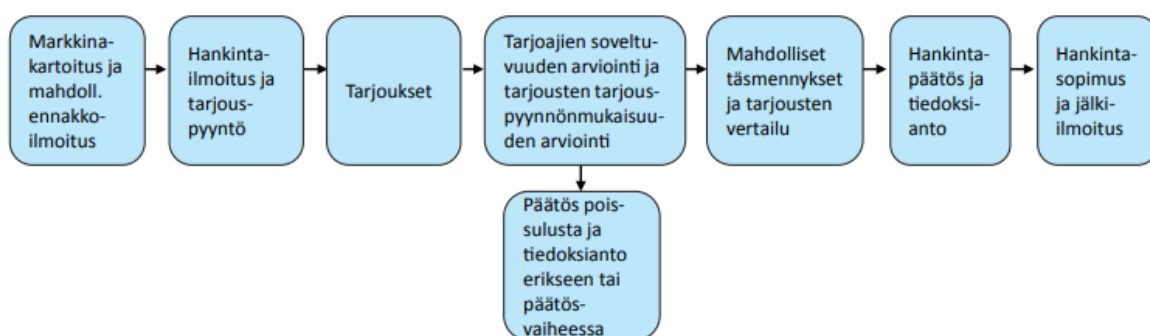 Markkina-
kartoitus ja
mahdoll.
ennakko-
ilmoitus
Hankinta-
ilmoitus ja
tarjous-
pyyntö
Tarjoukset
Tarjoajien soveltu-
vuuden arviointi ja
tarjousten tarjous-
pyynnönmukaisuu-
den arviointi
Mahdolliset
täsmennykset
ja tarjousten
vertailu
Hankinta-
päätös ja
tiedoksi-
anto
Hankinta-
sopimus
ja jälki-
ilmoitus
Päätös pois-
sulusta ja
tiedoksianto
erikseen tai
päätös-
vaiheessa